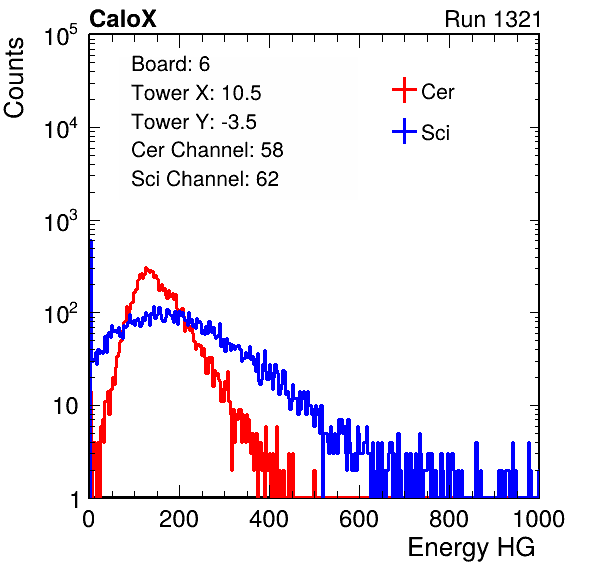 CaloX Run 1321
Board: 6
Tower X: 10.5
Tower Y: -3.5
Cer Channel: 58
Sci Channel: 62
Cer
Sci
Counts
10^5
10^4
10^3
10^2
10
1
0 200 400 600 800 1000
Energy HG